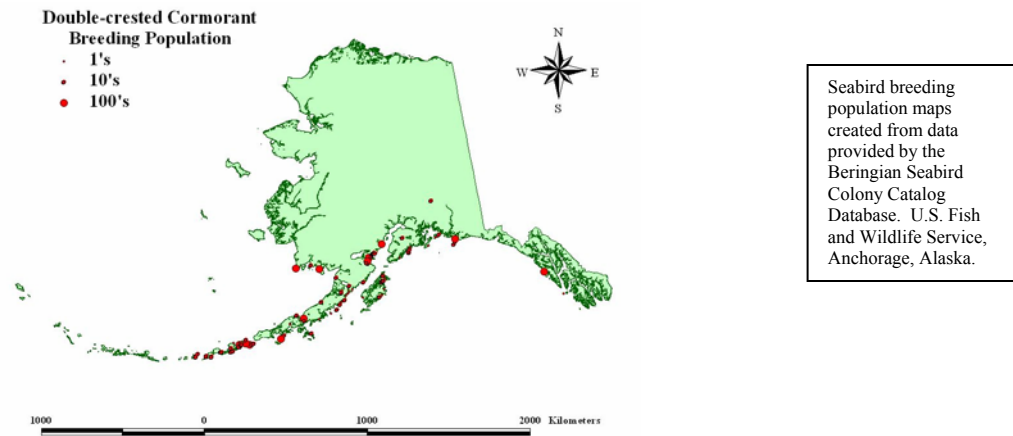 Double-crested Cormorant
Breeding Population
1's
10's
100's
N
W E
S
Seabird breeding
population maps
created from data
provided by the
Beringian Seabird
Colony Catalog
Database. U.S. Fish
and Wildlife Service,
Anchorage, Alaska.
1000 0 1000 2000 Kilometers